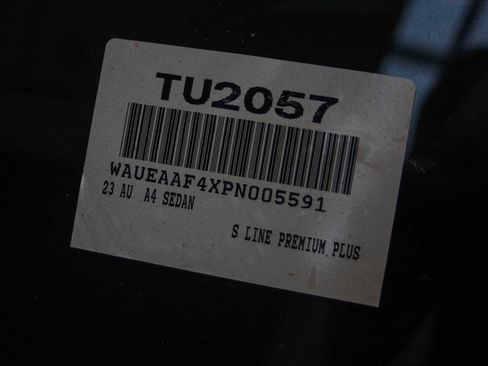 TU2057
WAUEAAF4XPN005591
23 AU A4 SEDAN
S LINE PREMIUM PLUS